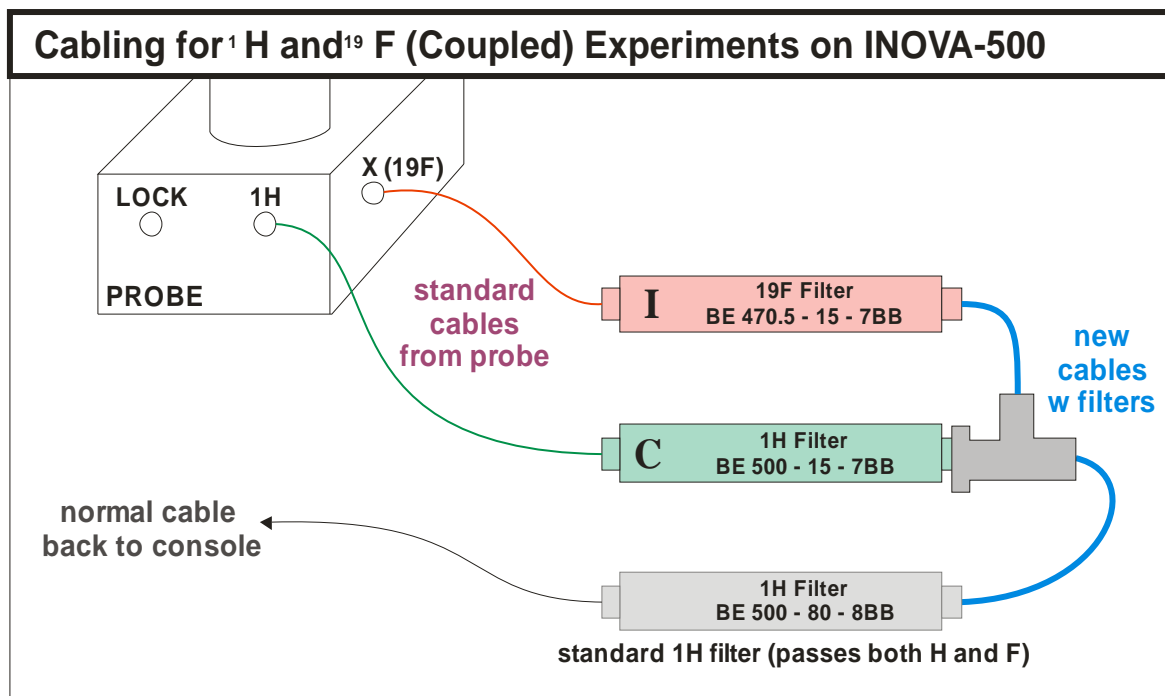 Cabling for ¹ H and ¹⁹ F (Coupled) Experiments on INOVA-500
X (19F)
LOCK
1H
PROBE
standard
cables
from probe
I
19F Filter
BE 470.5 - 15 - 7BB
new
cables
w filters
C
1H Filter
BE 500 - 15 - 7BB
normal cable
back to console
1H Filter
BE 500 - 80 - 8BB
standard 1H filter (passes both H and F)